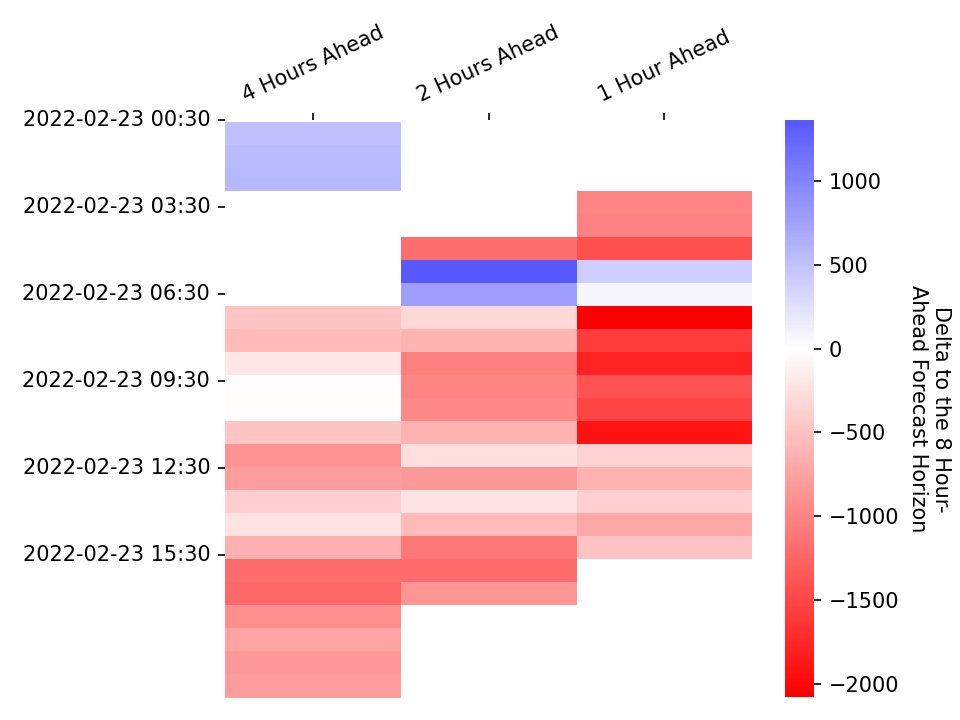 4 Hours Ahead
2 Hours Ahead
1 Hour Ahead
2022-02-23 00:30
2022-02-23 03:30
2022-02-23 06:30
2022-02-23 09:30
2022-02-23 12:30
2022-02-23 15:30
1000
500
0
−500
−1000
−1500
−2000
Delta to the 8 Hour-
Ahead Forecast Horizon